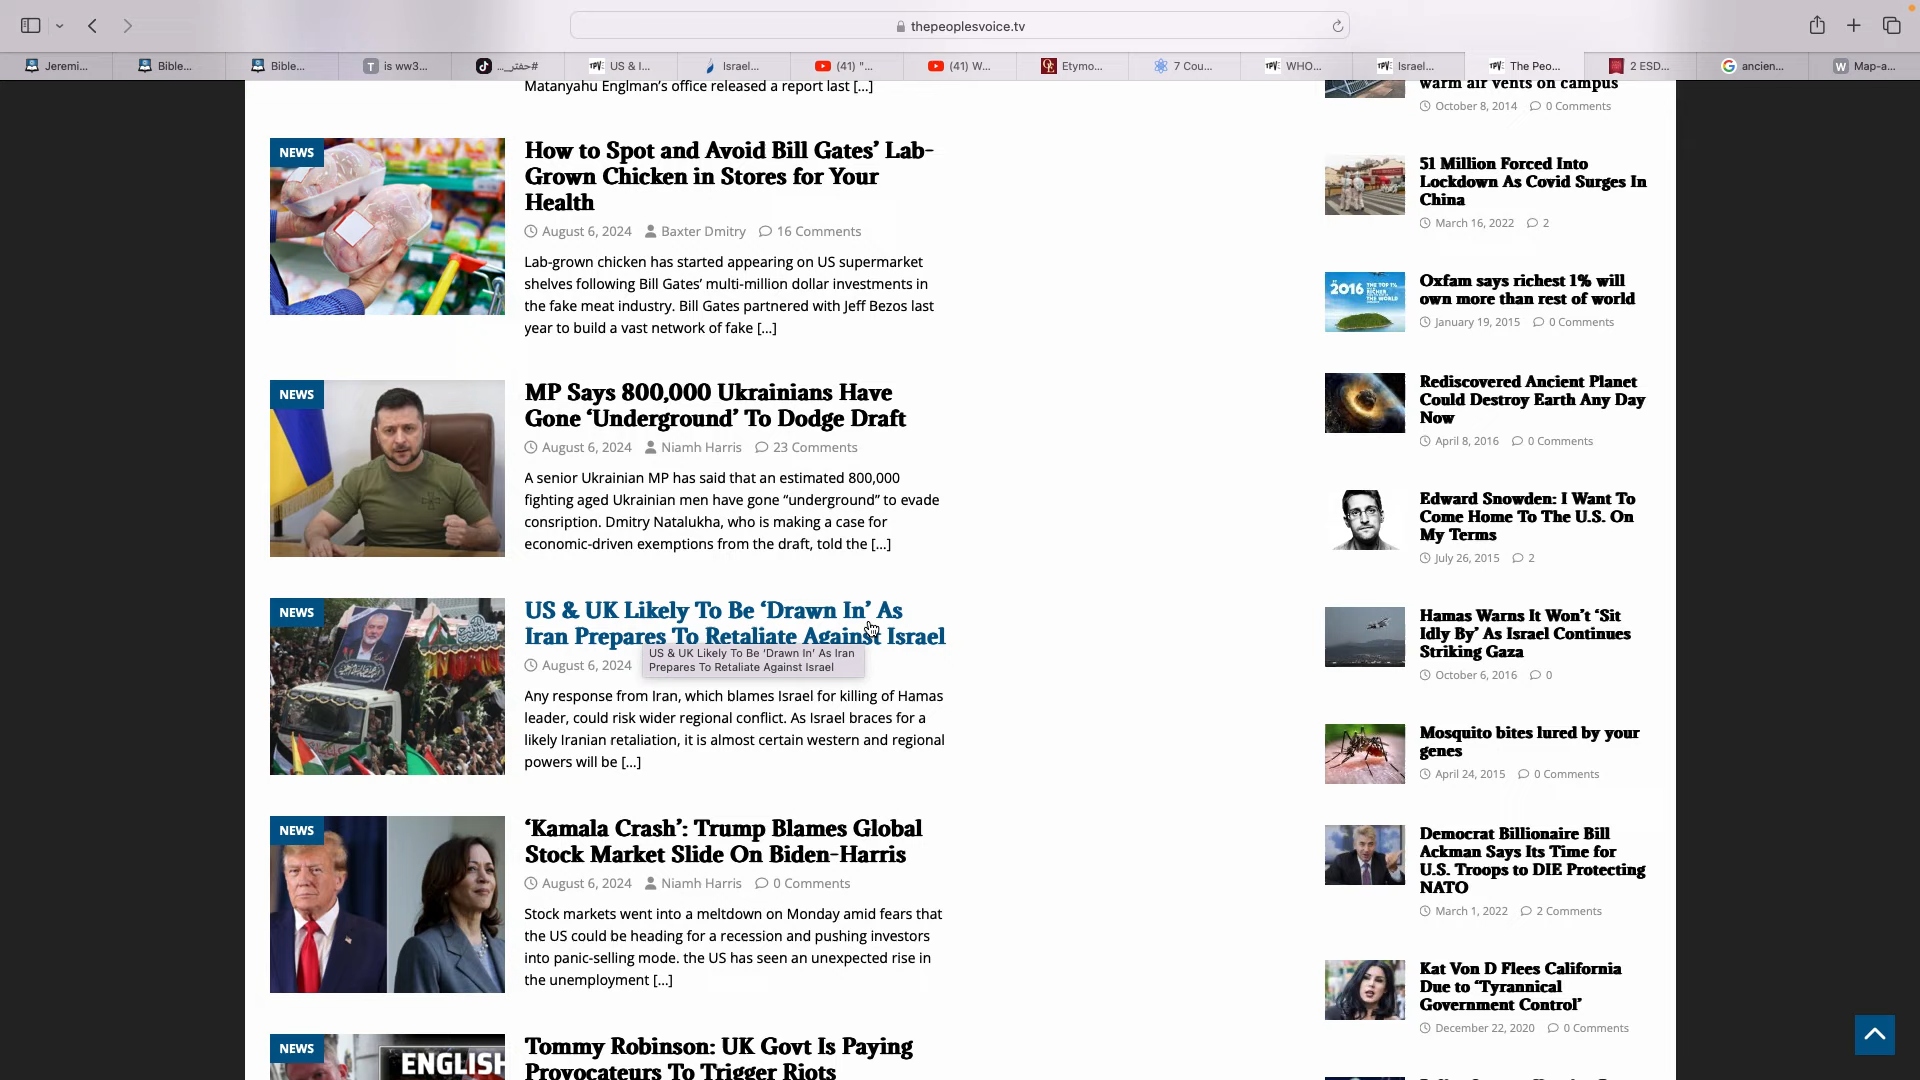 thepeoplesvoice.tv
Jeremi...
Bible...
Bible...
is ww3...
#حفتر_...
US & I...
Israel...
(41) "...
(41) W...
Etymo...
7 Cou...
WHO...
Israel...
The Peo...
2 ESD...
ancien...
Map-a...
Matanyahu Englman’s office released a report last [...]
NEWS
How to Spot and Avoid Bill Gates’ Lab-
Grown Chicken in Stores for Your
Health
August 6, 2024 Baxter Dmitry 16 Comments
Lab-grown chicken has started appearing on US supermarket
shelves following Bill Gates’ multi-million dollar investments in
the fake meat industry. Bill Gates partnered with Jeff Bezos last
year to build a vast network of fake [...]
NEWS
MP Says 800,000 Ukrainians Have
Gone ‘Underground’ To Dodge Draft
August 6, 2024 Niamh Harris 23 Comments
A senior Ukrainian MP has said that an estimated 800,000
fighting aged Ukrainian men have gone “underground” to evade
consription. Dmitry Natalukha, who is making a case for
economic-driven exemptions from the draft, told the [...]
NEWS
US & UK Likely To Be ‘Drawn In’ As
Iran Prepares To Retaliate Against Israel
August 6, 2024
US & UK Likely To Be ‘Drawn In’ As Iran
Prepares To Retaliate Against Israel
Any response from Iran, which blames Israel for killing of Hamas
leader, could risk wider regional conflict. As Israel braces for a
likely Iranian retaliation, it is almost certain western and regional
powers will be [...]
NEWS
‘Kamala Crash’: Trump Blames Global
Stock Market Slide On Biden-Harris
August 6, 2024 Niamh Harris 0 Comments
Stock markets went into a meltdown on Monday amid fears that
the US could be heading for a recession and pushing investors
into panic-selling mode. the US has seen an unexpected rise in
the unemployment [...]
NEWS
ENGLISH
Tommy Robinson: UK Govt Is Paying
Provocateurs To Trigger Riots
warm air vents on campus
October 8, 2014 0 Comments
51 Million Forced Into
Lockdown As Covid Surges In
China
March 16, 2022 2
2016
Oxfam says richest 1% will
own more than rest of world
January 19, 2015 0 Comments
Rediscovered Ancient Planet
Could Destroy Earth Any Day
Now
April 8, 2016 0 Comments
Edward Snowden: I Want To
Come Home To The U.S. On
My Terms
July 26, 2015 2
Hamas Warns It Won’t ‘Sit
Idly By’ As Israel Continues
Striking Gaza
October 6, 2016 0
Mosquito bites lured by your
genes
April 24, 2015 0 Comments
Democrat Billionaire Bill
Ackman Says Its Time for
U.S. Troops to DIE Protecting
NATO
March 1, 2022 2 Comments
Kat Von D Flees California
Due to ‘Tyrannical
Government Control’
December 22, 2020 0 Comments